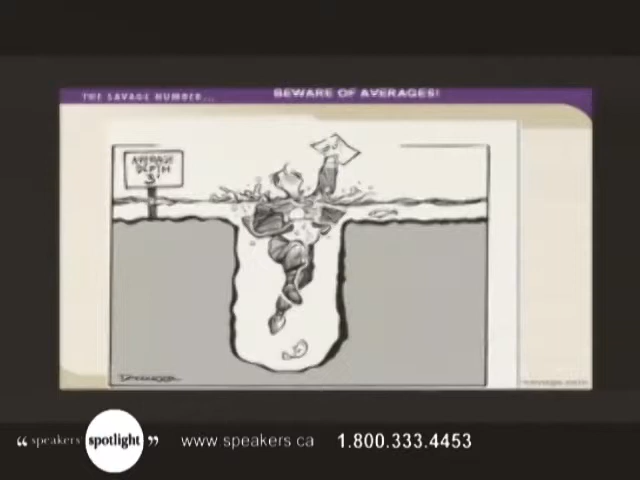 THE SAVAGE NUMBER...
BEWARE OF AVERAGES!
AVERAGE
DEPTH
3'
“ speakers' spotlight ”
www.speakers.ca
1.800.333.4453